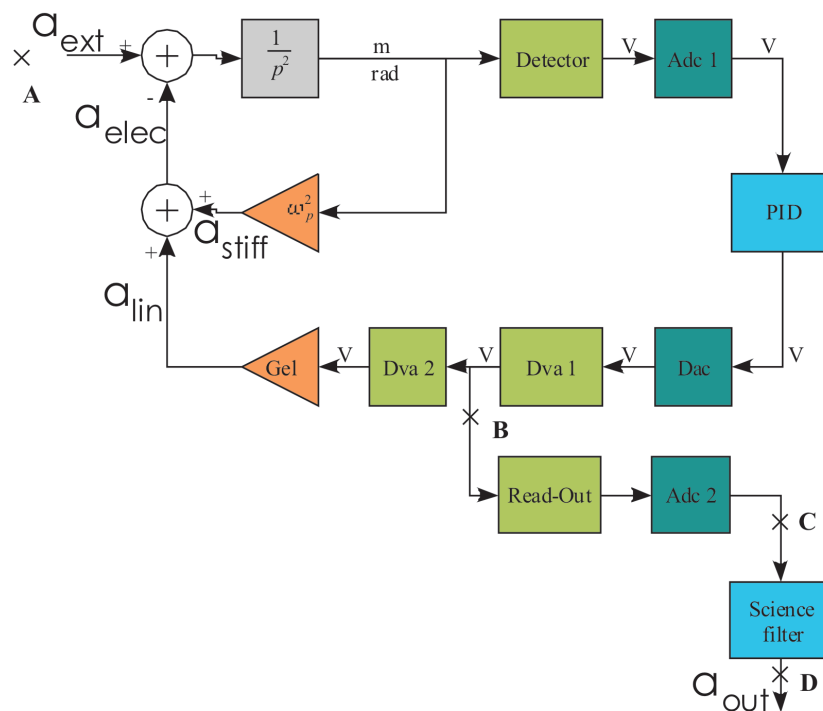 a_ext
+
+
1
p²
m
rad
Detector
V
Adc 1
V
A
-
a_elec
+
+
ω_p²
a_stiff
PID
+
a_lin
Gel
V
Dva 2
V
Dva 1
V
Dac
V
B
Read-Out
Adc 2
C
Science
filter
a_out
D